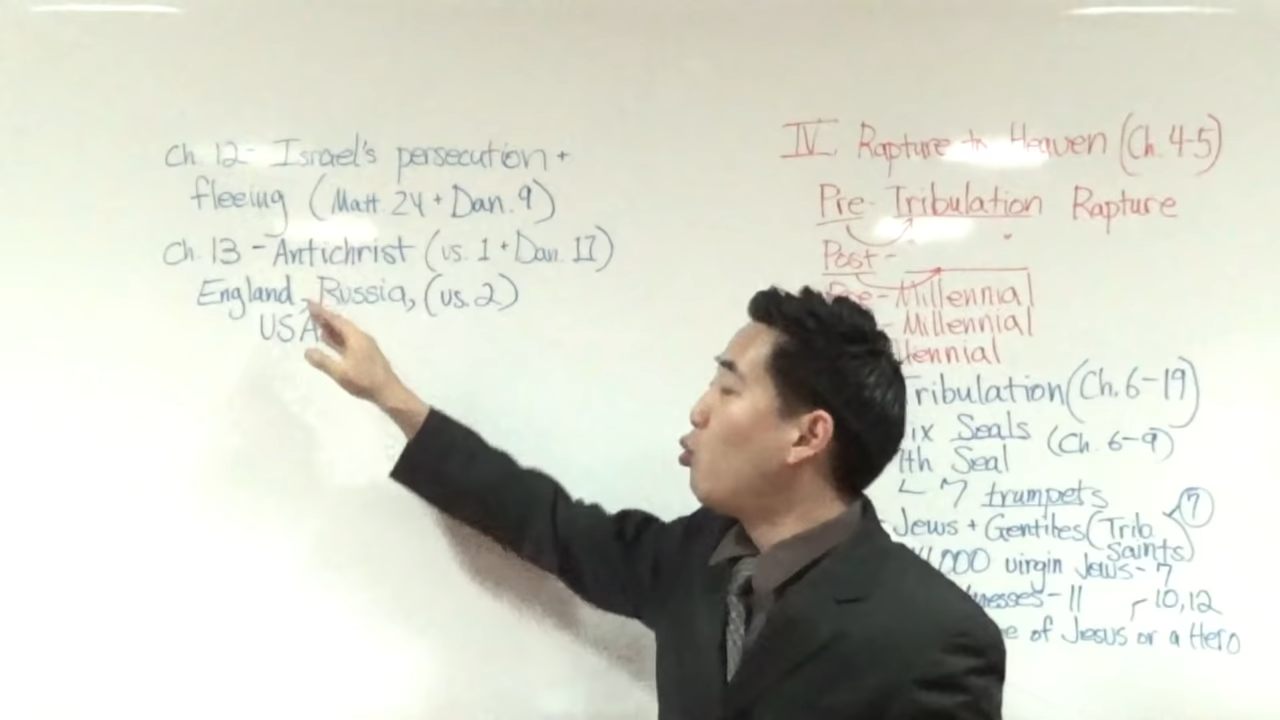 Ch. 12- Israel's persecution +
fleeing (Matt. 24 + Dan. 9)
Ch. 13 - Antichrist (vs. 1 + Dan. 11)
England, Russia, (vs. 2)
USA
IV. Rapture to Heaven (Ch. 4-5)
Pre-Tribulation Rapture
Post-
Pre-Millennial
-Millennial
llennial
Tribulation (Ch. 6-19)
ix Seals (Ch. 6-9)
7th Seal
7 trumpets
Jews + Gentiles (Trib. 7
Saints)
,000 virgin Jews- 7
nesses- 11 10,12
e of Jesus or a Hero